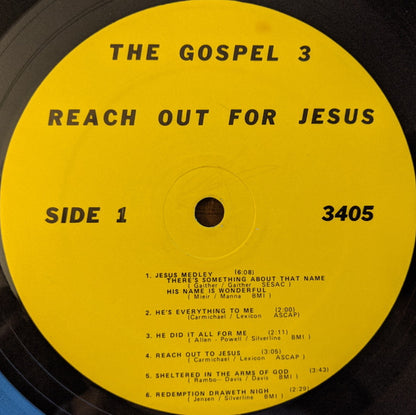 THE GOSPEL 3
REACH OUT FOR JESUS
SIDE 1 3405
1. JESUS MEDLEY (6:08)
THERE'S SOMETHING ABOUT THAT NAME
( Gaither / Gaither SESAC )
HIS NAME IS WONDERFUL
( Mieir / Manna BMI )
2. HE'S EVERYTHING TO ME (2:00)
(Carmichael / Lexicon ASCAP)
3. HE DID IT ALL FOR ME (2:11)
( Allen - Powell / Silverline BMI )
4. REACH OUT TO JESUS (3:05)
( Carmichael / Lexicon ASCAP )
5. SHELTERED IN THE ARMS OF GOD (3:43)
( Rambo - Davis / Davis BMI )
6. REDEMPTION DRAWETH NIGH (2:29)
( Jensen / Silverline BMI )